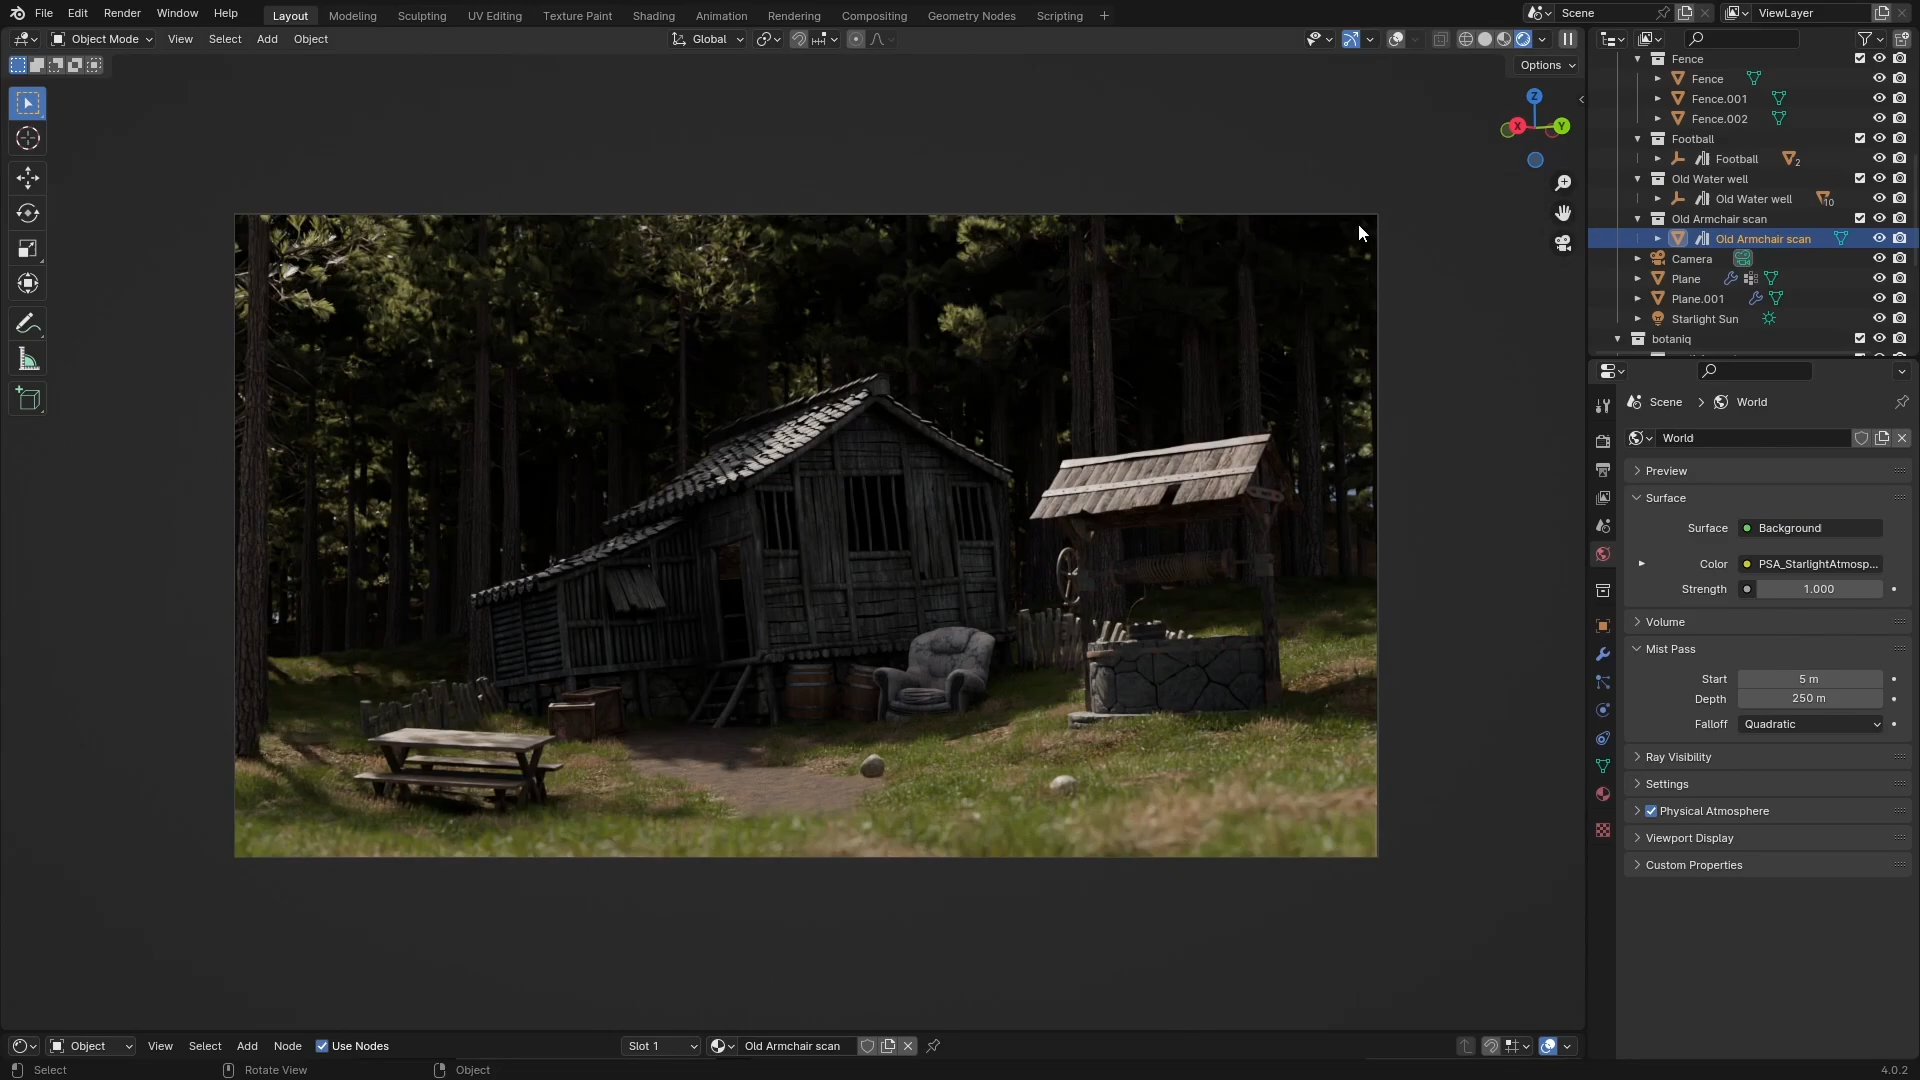 File Edit Render Window Help Layout Modeling Sculpting UV Editing Texture Paint Shading Animation Rendering Compositing Geometry Nodes Scripting + Scene ViewLayer
Object Mode View Select Add Object Global
Options
Z
X Y
Fence
Fence
Fence.001
Fence.002
Football
Football 2
Old Water well
Old Water well 10
Old Armchair scan
Old Armchair scan
Camera
Plane
Plane.001
Starlight Sun
botaniq
Scene > World
World
Preview
Surface
Surface Background
Color PSA_StarlightAtmosp...
Strength 1.000
Volume
Mist Pass
Start 5 m
Depth 250 m
Falloff Quadratic
Ray Visibility
Settings
Physical Atmosphere
Viewport Display
Custom Properties
Object View Select Add Node Use Nodes Slot 1 Old Armchair scan
Select Rotate View Object 4.0.2